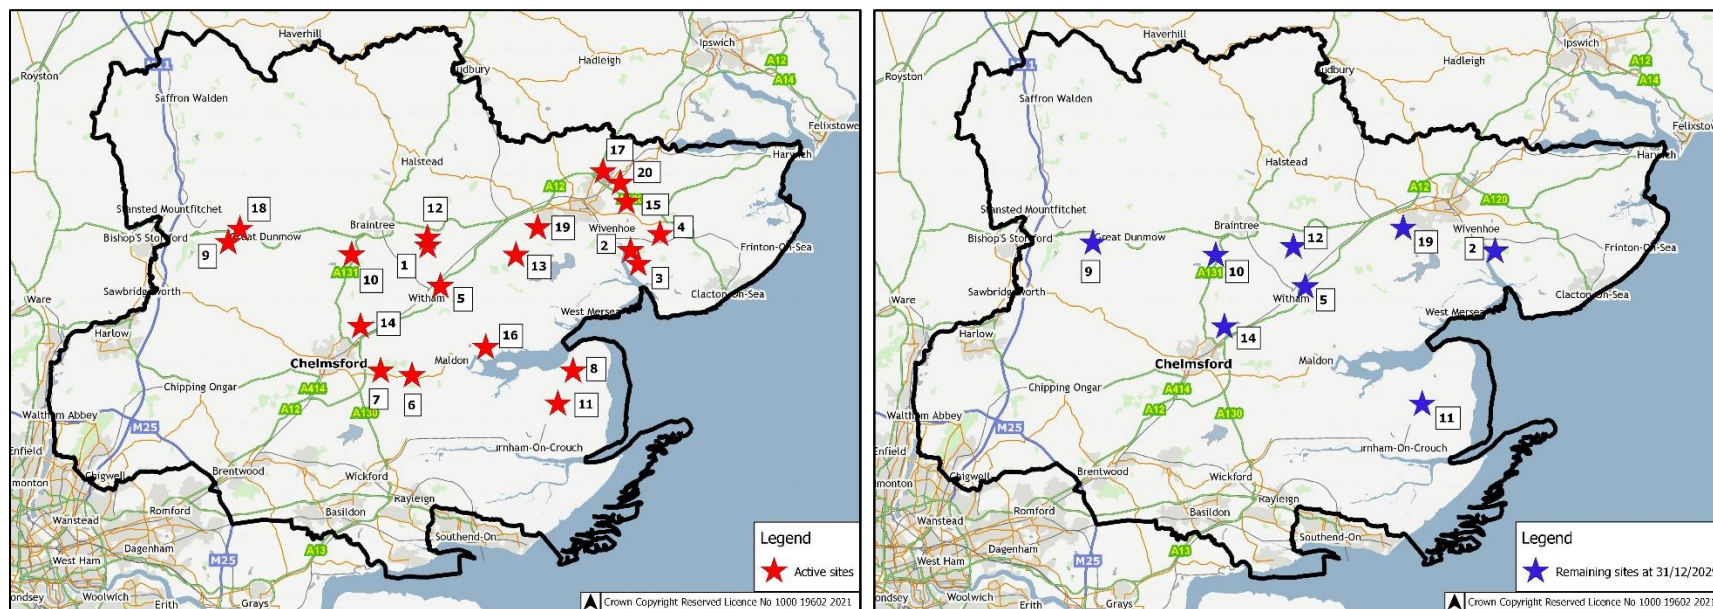 Haverhill
Ipswich
Royston
Sudbury
Hadleigh
A12
A14
Saffron Walden
Felixstowe
17
Halstead
Harwich
20
A12
18
12
15
Stansted Mountfitchet
Braintree
19
Wivenhoe
4
Bishop's Stortford
Great Dunmow
2
Frinton-On-Sea
9
1
13
3
10
A131
5
Ware
Sawbridgeworth
Witham
Clacton-On-Sea
14
16
West Mersea
Harlow
Chelmsford
Maldon
8
Chipping Ongar
A414
7
6
11
A12
A130
Waltham Abbey
M25
urnham-On-Crouch
Enfield
Chigwell
Brentwood
Wickford
monton
Rayleigh
Wanstead
Romford
Basildon
Southend-On
Legend
Dagenham
A13
West Ham
M25
Active sites
ondsey
Woolwich
Erith
Grays
Crown Copyright Reserved Licence No 1000 19602 2021
Haverhill
Ipswich
Royston
Sudbury
Hadleigh
A12
A14
Saffron Walden
Felixsto
Halstead
Harwich
A12
Stansted Mountfitchet
A120
Braintree
12
Wivenhoe
Bishop's Stortford
Great Dunmow
19
2
Frinton-On-Sea
9
10
A131
5
Ware
Sawbridgeworth
Witham
Clacton-On-Sea
West Mersea
Harlow
14
Chelmsford
Maldon
Chipping Ongar
A414
A12
A130
11
Waltham Abbey
M25
urnham-On-Crouch
Enfield
Chigwell
Brentwood
Wickford
monton
Rayleigh
Wanstead
Romford
Basildon
Southend-On
Legend
Dagenham
A13
West Ham
M25
Remaining sites at 31/12/2029
ondsey
Woolwich
Erith
Grays
Crown Copyright Reserved Licence No 1000 19602 2021